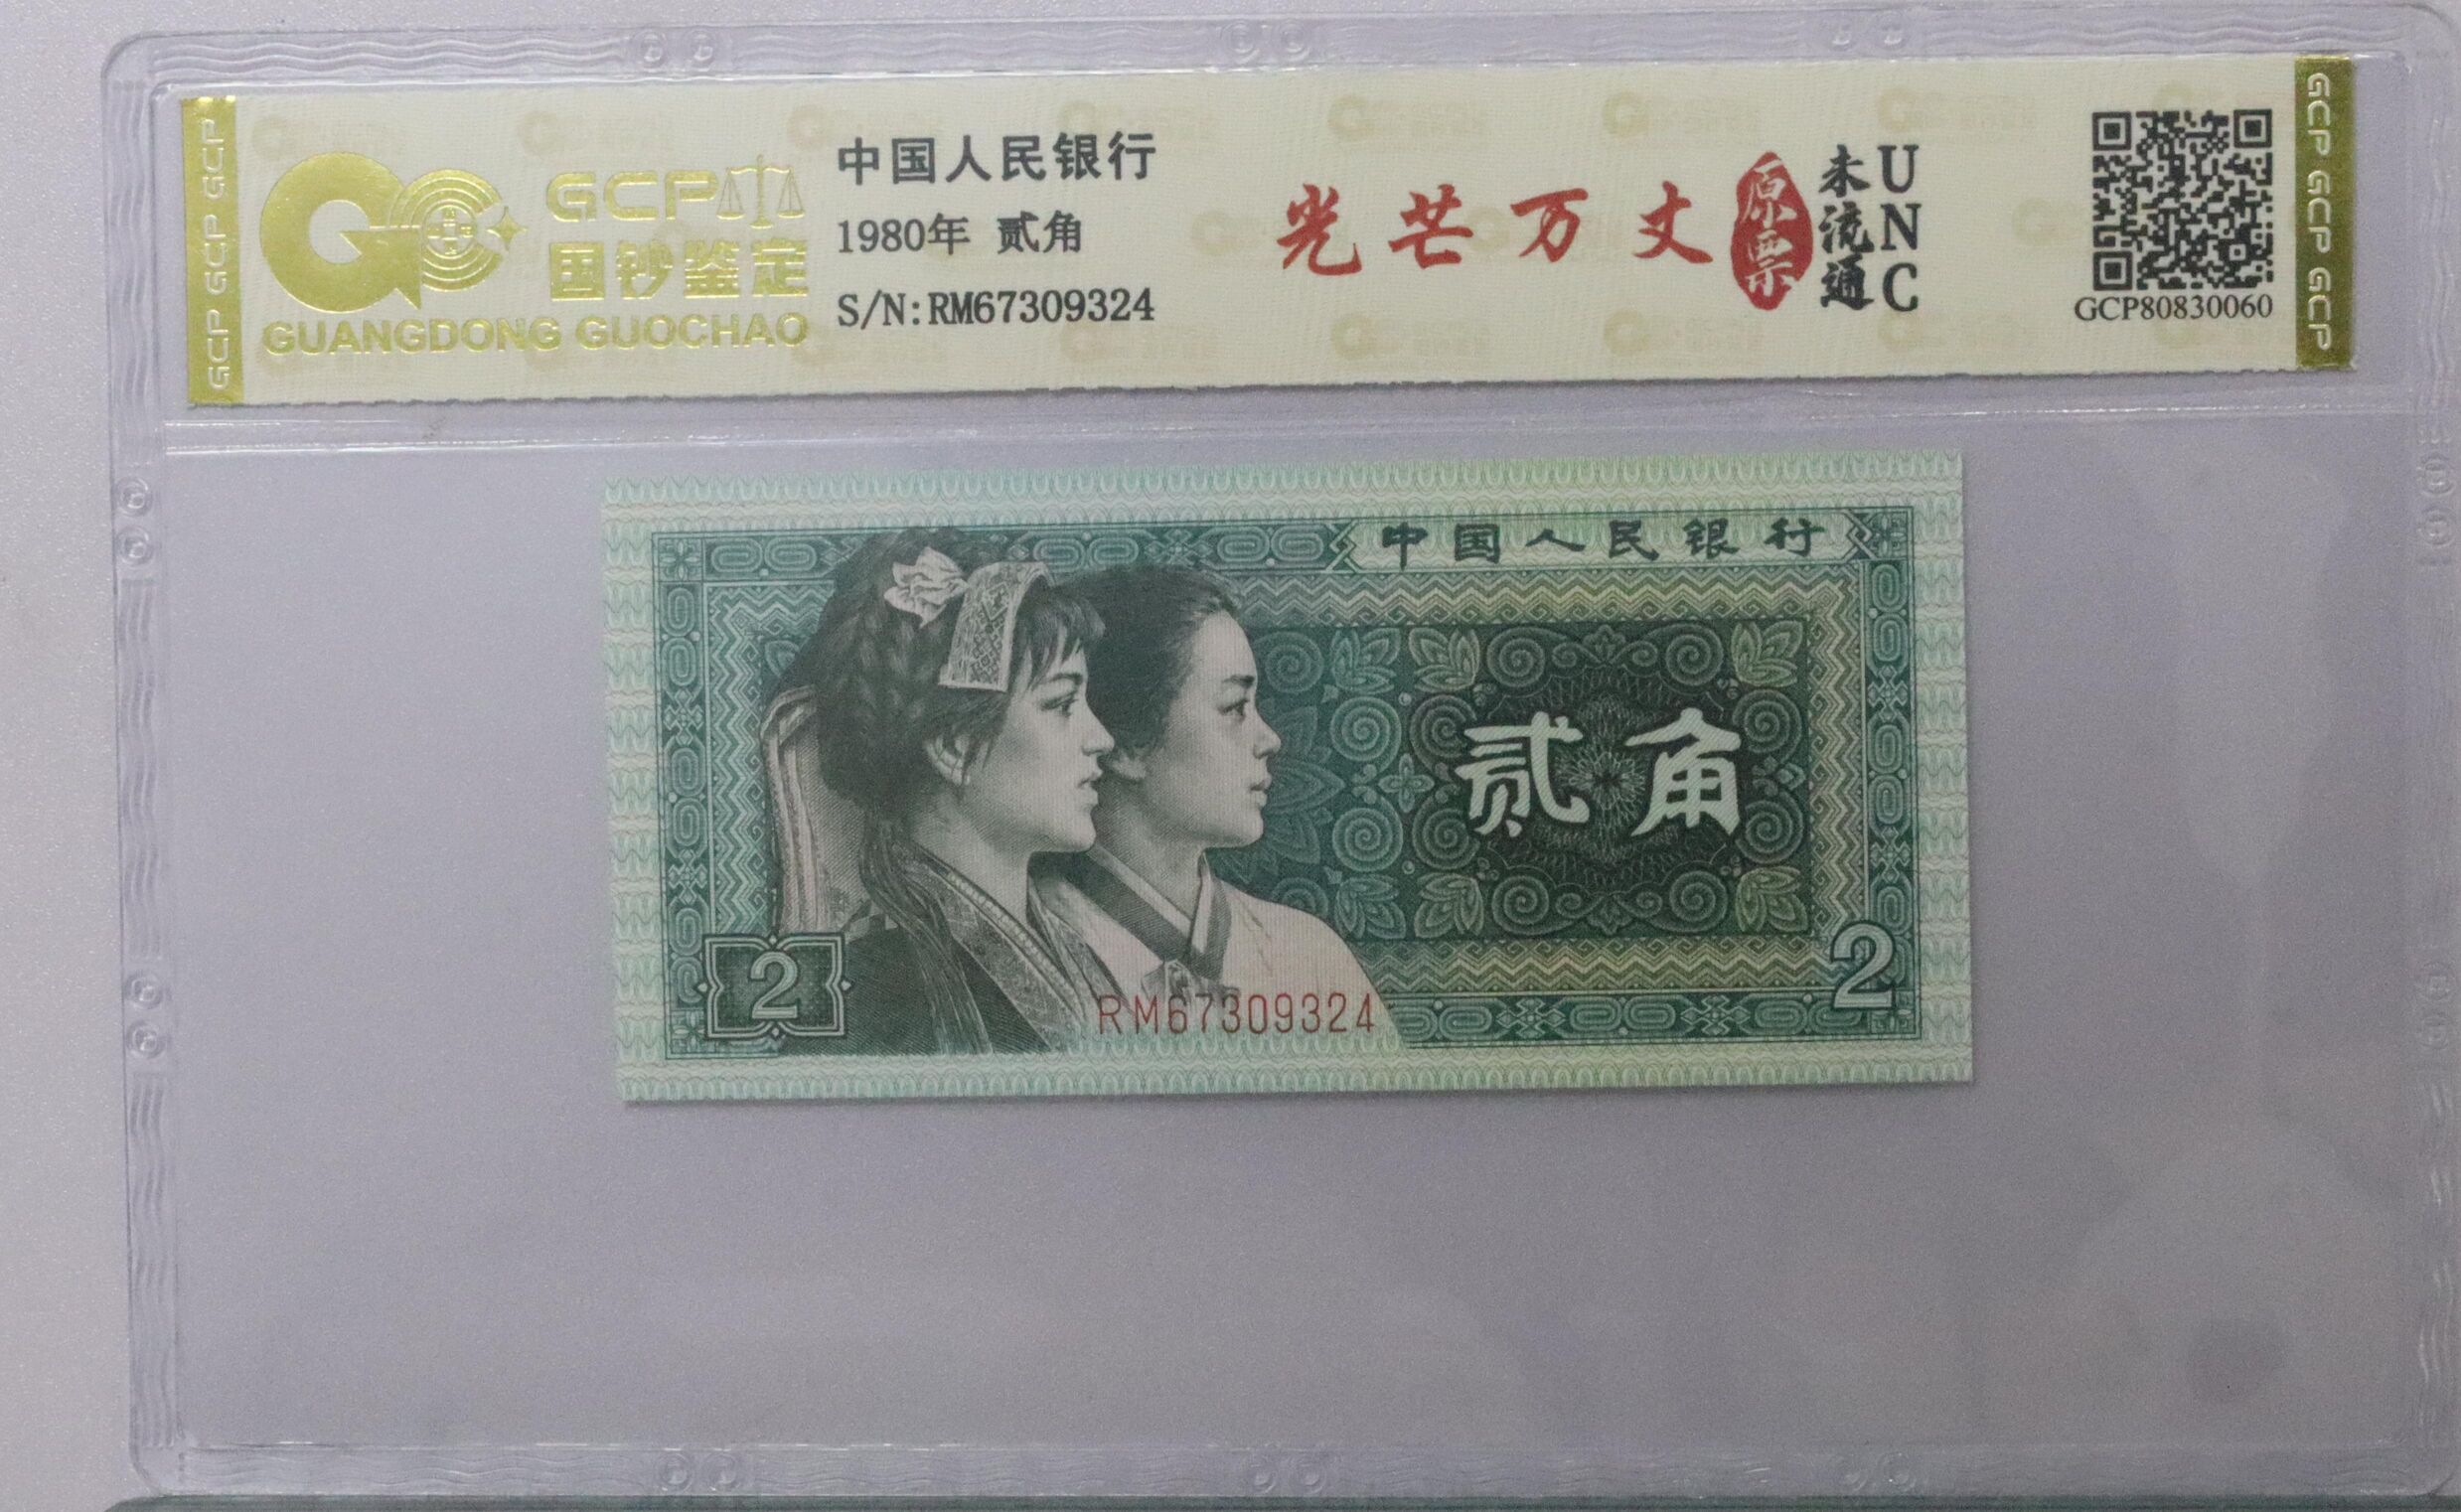 GCP GCP GCP
GCP
国钞鉴定
GUANGDONG GUOCHAO
中国人民银行
1980年 贰角
S/N:RM67309324
光芒万丈
原票
未流通
UNC
GCP80830060
GCP GCP GCP
中国人民银行
贰角
2
2
RM67309324